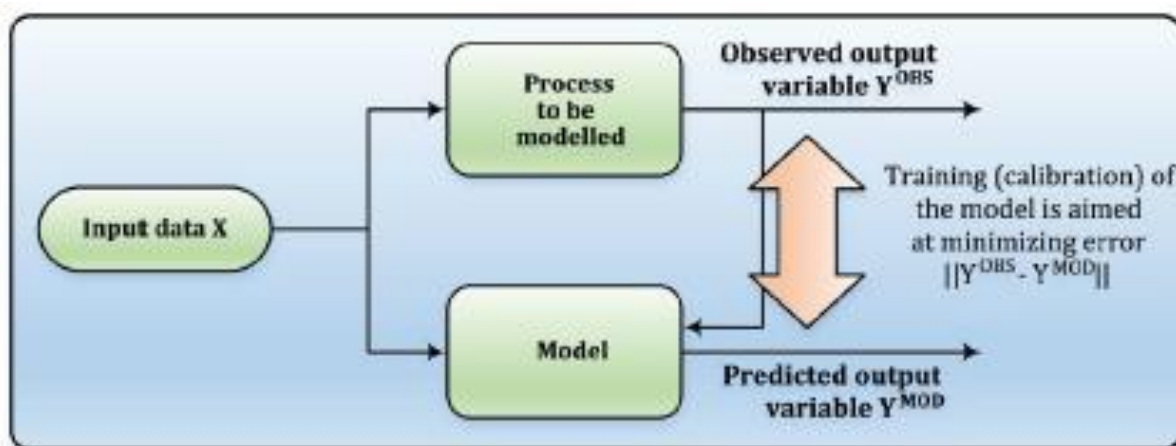 Observed output
variable Y^OBS
Process
to be
modelled
Input data X
Training (calibration) of
the model is aimed
at minimizing error
||Y^OBS - Y^MOD||
Model
Predicted output
variable Y^MOD